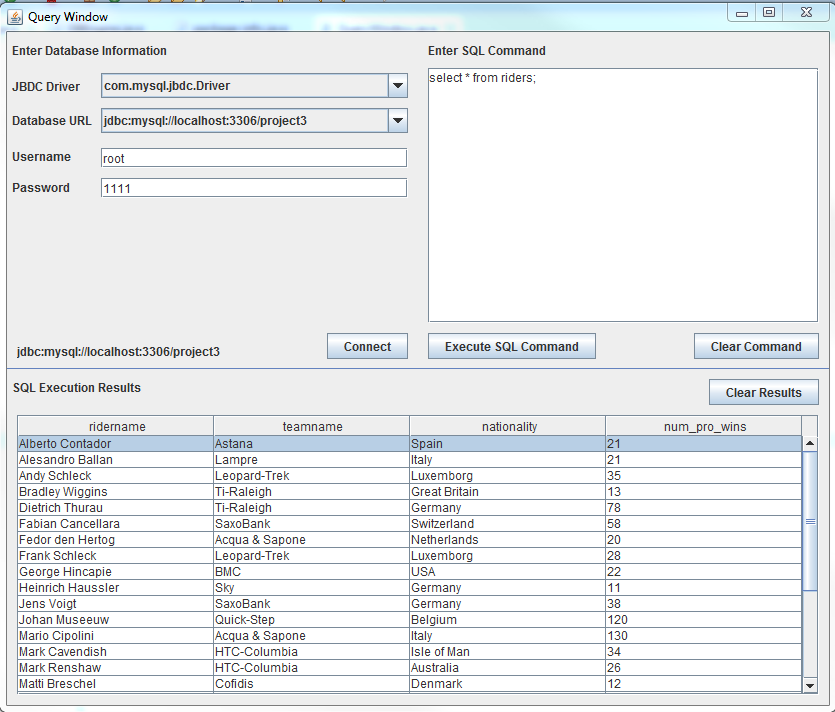 Query Window
Enter Database Information
JBDC Driver com.mysql.jbdc.Driver
Database URL jdbc:mysql://localhost:3306/project3
Username root
Password 1111
jdbc:mysql://localhost:3306/project3 Connect
Enter SQL Command
select * from riders;
Execute SQL Command Clear Command
SQL Execution Results
Clear Results
ridername teamname nationality num_pro_wins
Alberto Contador Astana Spain 21
Alesandro Ballan Lampre Italy 21
Andy Schleck Leopard-Trek Luxemborg 35
Bradley Wiggins Ti-Raleigh Great Britain 13
Dietrich Thurau Ti-Raleigh Germany 78
Fabian Cancellara SaxoBank Switzerland 58
Fedor den Hertog Acqua & Sapone Netherlands 20
Frank Schleck Leopard-Trek Luxemborg 28
George Hincapie BMC USA 22
Heinrich Haussler Sky Germany 11
Jens Voigt SaxoBank Germany 38
Johan Museeuw Quick-Step Belgium 120
Mario Cipolini Acqua & Sapone Italy 130
Mark Cavendish HTC-Columbia Isle of Man 34
Mark Renshaw HTC-Columbia Australia 26
Matti Breschel Cofidis Denmark 12